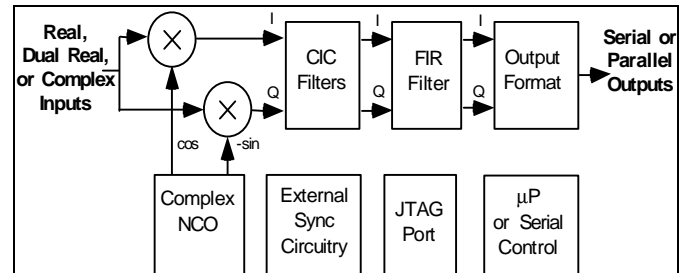 Real,
Dual Real,
or Complex
Inputs
I
Q
cos
-sin
CIC
Filters
I
Q
FIR
Filter
I
Q
Output
Format
Serial or
Parallel
Outputs
Complex
NCO
External
Sync
Circuitry
JTAG
Port
µP
or Serial
Control